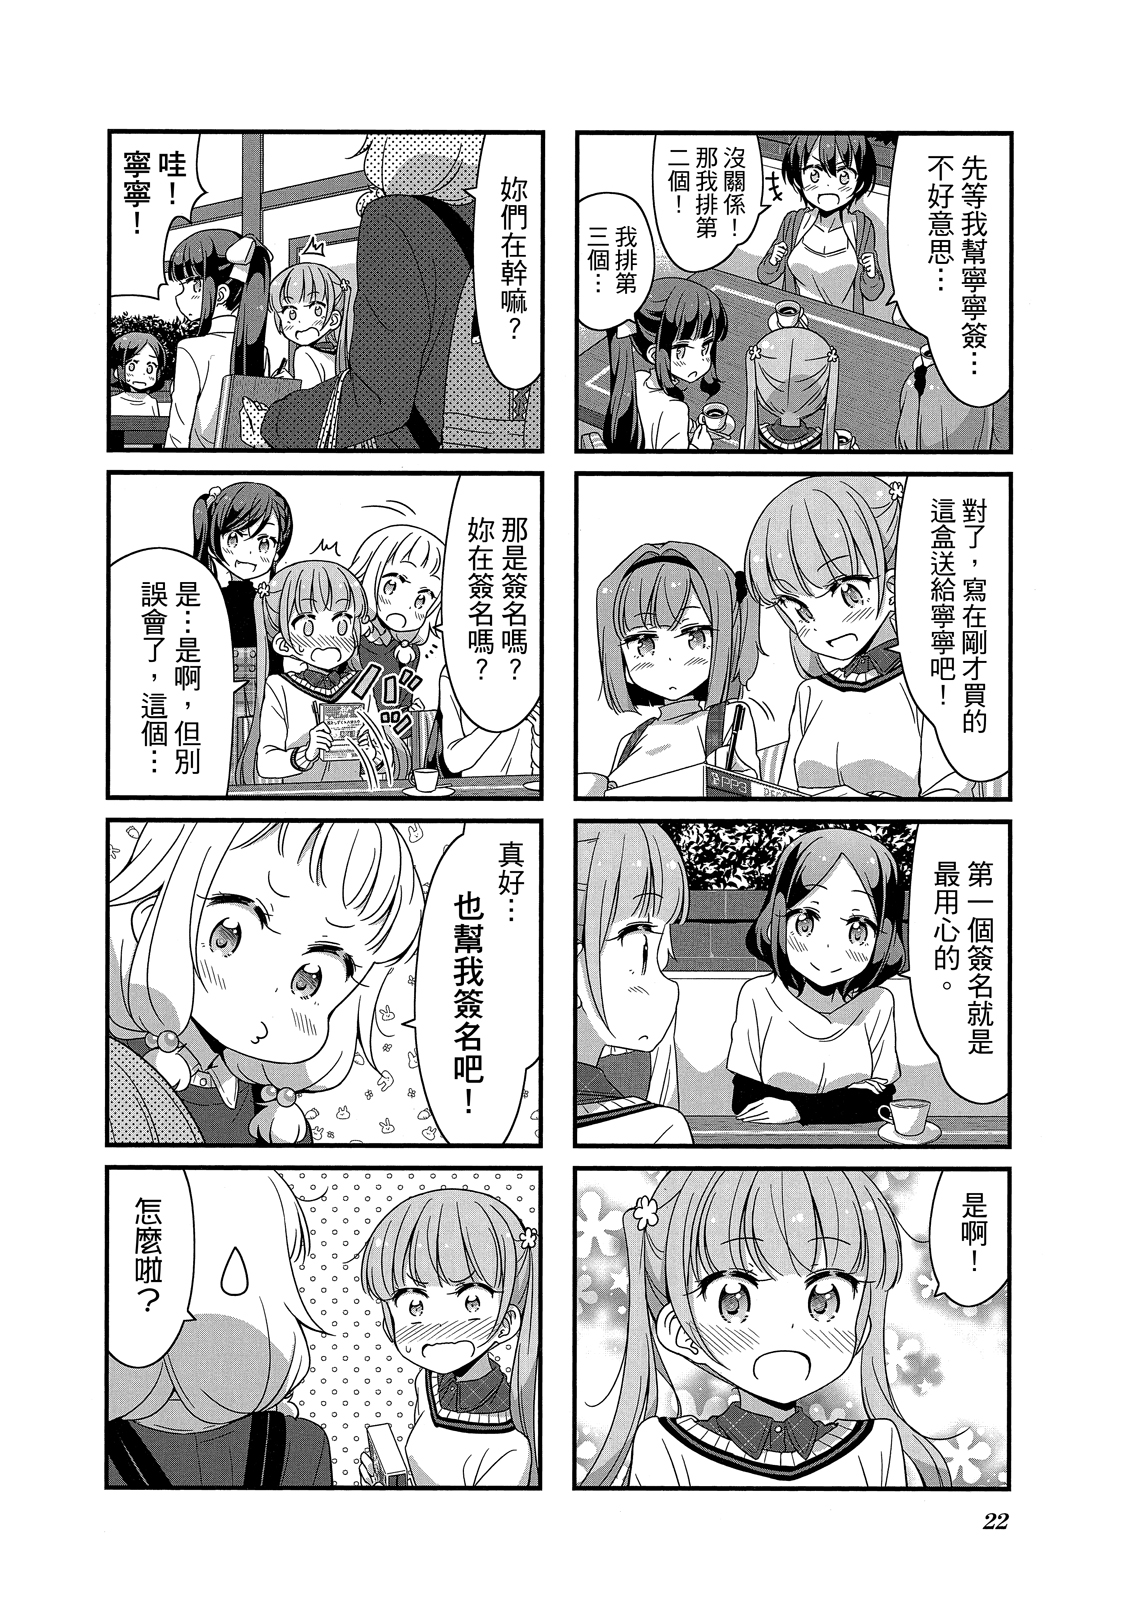 先等我幫寧寧簽…
不好意思…
沒關係！
那我排第
二個！
我排第
三個…
對了，寫在剛才買的
這盒送給寧寧吧！
PPPG
第一個簽名就是
最用心的。
是啊！
妳們在幹嘛？
哇！
寧寧！
那是簽名嗎？
妳在簽名嗎？
是…是啊，但別
誤會了，這個…
真好…
也幫我簽名吧！
怎麼啦？
22